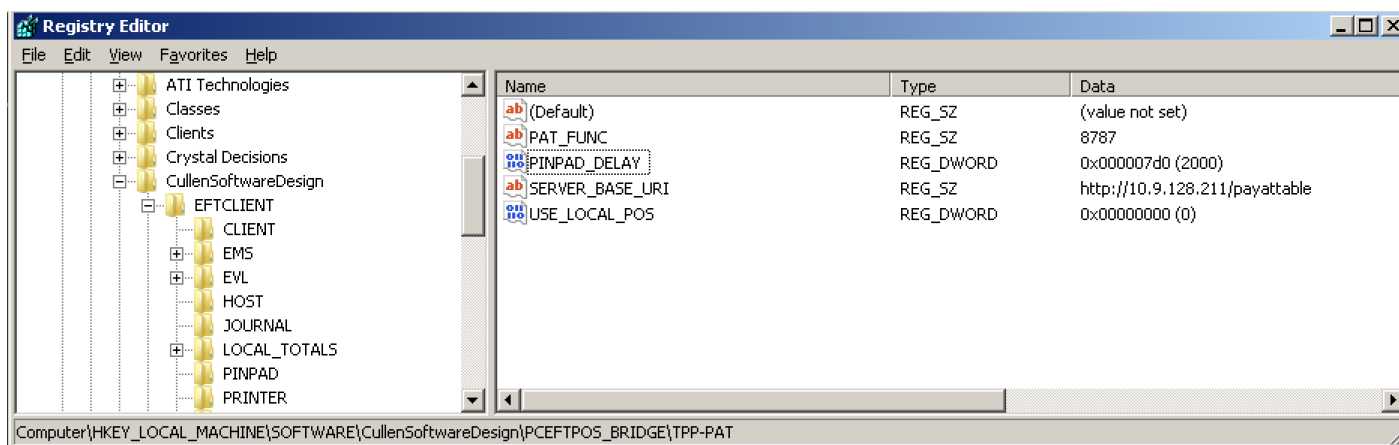 Registry Editor
File Edit View Favorites Help
ATI Technologies
Classes
Clients
Crystal Decisions
CullenSoftwareDesign
EFTCLIENT
CLIENT
EMS
EVL
HOST
JOURNAL
LOCAL_TOTALS
PINPAD
PRINTER
Name Type Data
(Default) REG_SZ (value not set)
PAT_FUNC REG_SZ 8787
PINPAD_DELAY REG_DWORD 0x000007d0 (2000)
SERVER_BASE_URI REG_SZ http://10.9.128.211/payattable
USE_LOCAL_POS REG_DWORD 0x00000000 (0)
Computer\HKEY_LOCAL_MACHINE\SOFTWARE\CullenSoftwareDesign\PCEFTPOS_BRIDGE\TPP-PAT